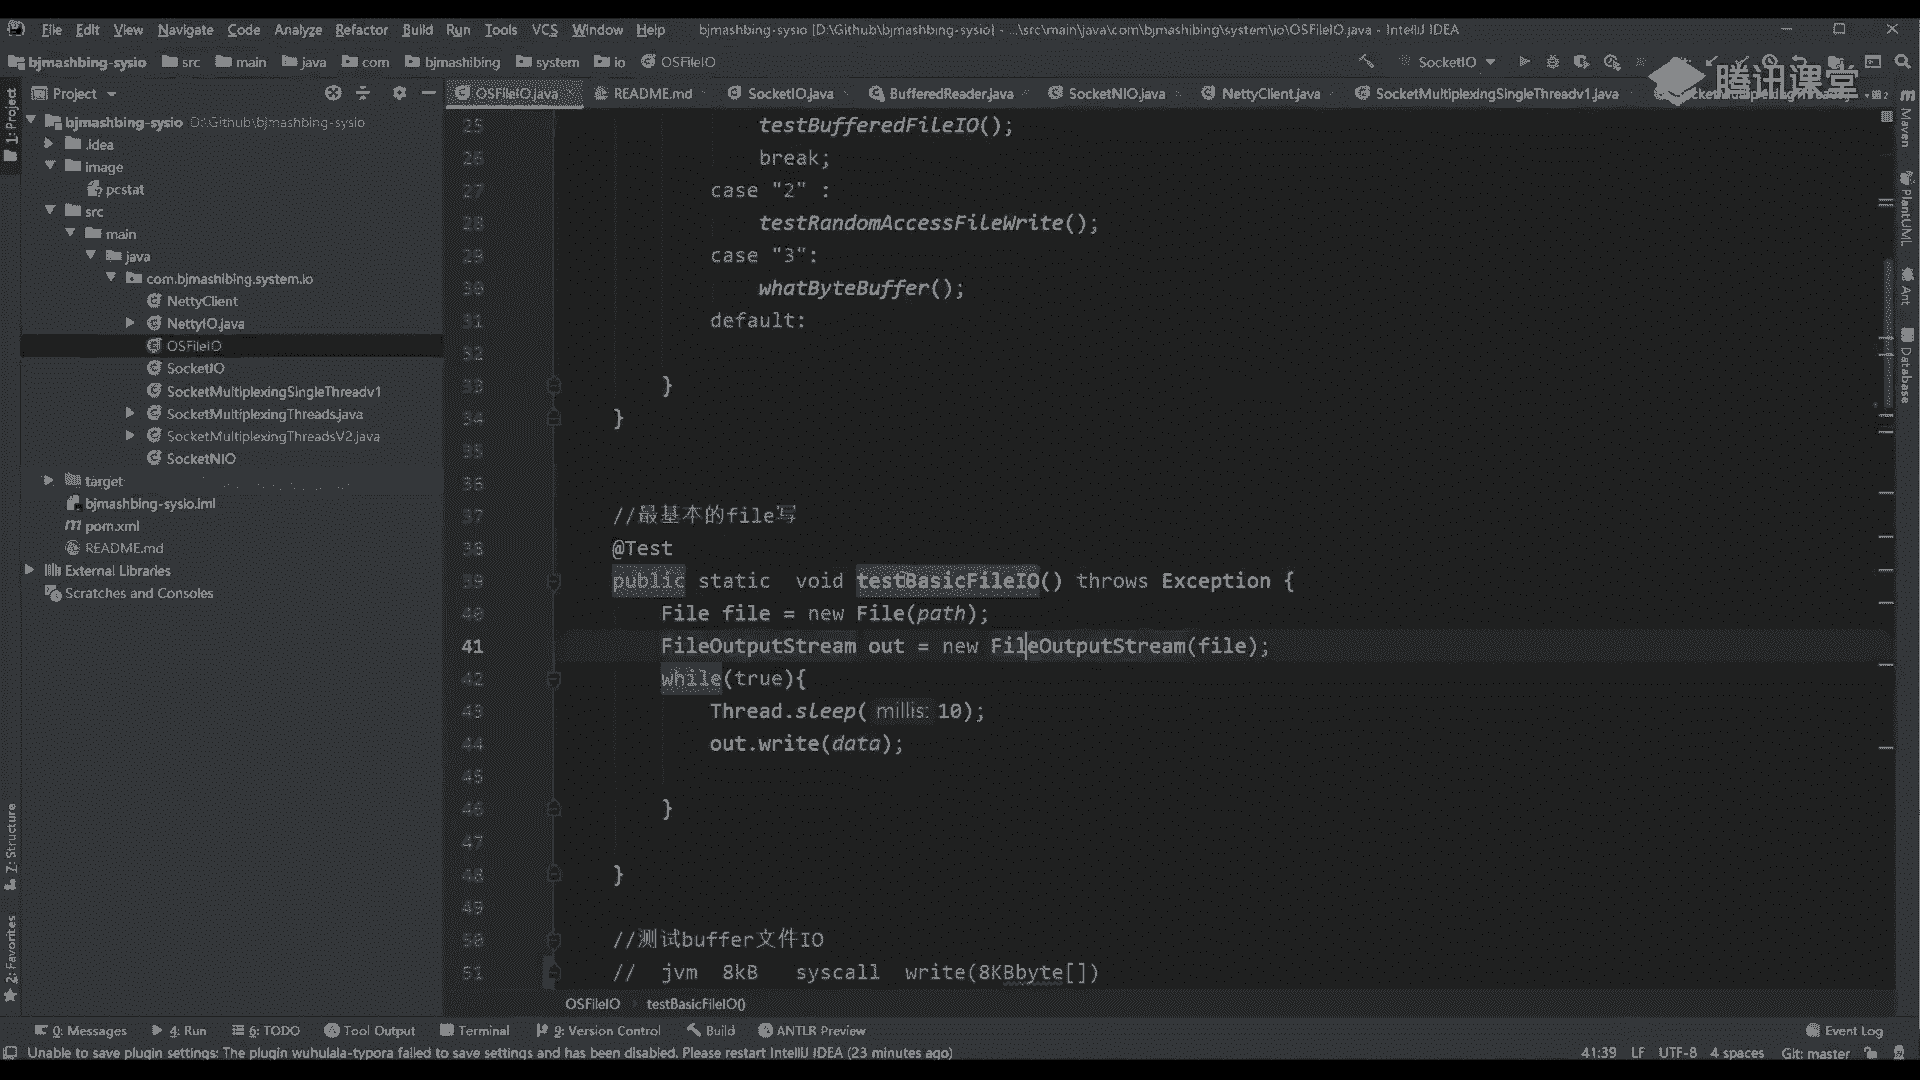 File Edit View Navigate Code Analyze Refactor Build Run Tools VCS Window Help bjmashbing-sysio [D:\Github\bjmashbing-sysio] - ...\src\main\java\com\bjmashibing\system\io\OSFileIO.java - IntelliJ IDEA
bjmashbing-sysio src main java com bjmashibing system io OSFileIO SocketIO
腾讯课堂
Project
OSFileIO.java README.md SocketIO.java BufferedReader.java SocketNIO.java NettyClient.java SocketMultiplexingSingleThreadv1.java
1: Project
bjmashbing-sysio D:\Github\bjmashbing-sysio
.idea
image
pcstat
src
main
java
com.bjmashibing.system.io
NettyClient
NettyIO.java
OSFileIO
SocketIO
SocketMultiplexingSingleThreadv1
SocketMultiplexingThreads.java
SocketMultiplexingThreadsV2.java
SocketNIO
target
bjmashbing-sysio.iml
pom.xml
README.md
External Libraries
Scratches and Consoles
Z: Structure
2: Favorites
25 testBufferedFileIO();
26 break;
27 case "2" :
28 testRandomAccessFileWrite();
29 case "3":
30 whatByteBuffer();
31 default:
32
33 }
34 }
35
36
37 //最基本的file写
38 @Test
39 public static  void testBasicFileIO() throws Exception {
40 File file = new File(path);
41 FileOutputStream out = new FileOutputStream(file);
42 while(true){
43 Thread.sleep( millis: 10);
44 out.write(data);
45
46 }
47
48 }
49
50 //测试buffer文件IO
51 //  jvm  8kB   syscall  write(8KBbyte[])
OSFileIO testBasicFileIO()
Maven
PlantUML
Ant
Database
0: Messages 4: Run 6: TODO Tool Output Terminal 9: Version Control Build ANTLR Preview Event Log
Unable to save plugin settings: The plugin wuhulala-typora failed to save settings and has been disabled. Please restart IntelliJ IDEA (23 minutes ago) 41:39 LF UTF-8 4 spaces Git: master